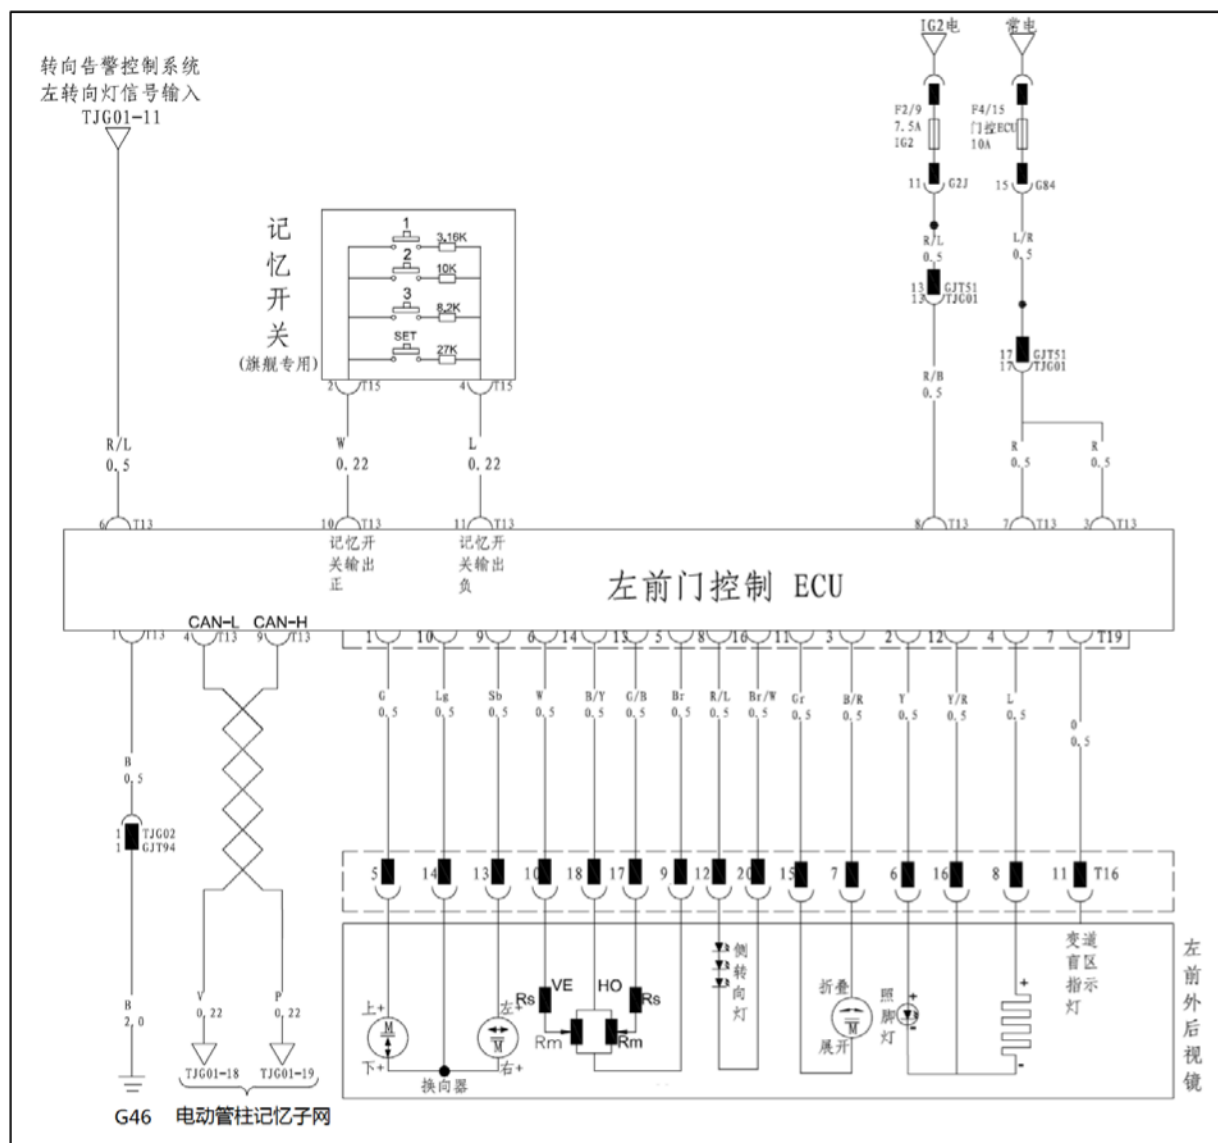 转向告警控制系统
左转向灯信号输入
TJG01-11
IG2电
常电
F2/9
7.5A
IG2
F4/15
门控ECU
10A
11 G2J
15 G84
R/L
0.5
L/R
0.5
13 GJT51
13 TJG01
17 GJT51
17 TJG01
记忆开关
(旗舰专用)
1
3.16K
2
10K
3
8.2K
SET
27K
2 T15
4 T15
R/L
0.5
W
0.22
L
0.22
R/B
0.5
R
0.5
R
0.5
6 T13
10 T13
11 T13
8 T13
7 T13
3 T13
记忆开
关输出
正
记忆开
关输出
负
左前门控制 ECU
CAN-L
CAN-H
1 T13
4 T13
9 T13
1 10 9 6 14 13 5 8 16 11 3 2 12 4 7 T19
G Lg Sb W B/Y G/B Br R/L Br/W Gr B/R Y Y/R L O
0.5 0.5 0.5 0.5 0.5 0.5 0.5 0.5 0.5 0.5 0.5 0.5 0.5 0.5 0.5
B
0.5
1 TJG02
1 GJT94
B
2.0
G46
V
0.22
P
0.22
TJG01-18
TJG01-19
电动管柱记忆子网
5 14 13 10 18 17 9 12 20 15 7 6 16 8 11 T16
上+
M
下+
换向器
左+
M
右+
VE
HO
Rs
Rs
Rm
Rm
侧转向灯
折叠
M
展开
照脚灯
+
-
+
-
变道
盲区
指示
灯
左前外后视镜